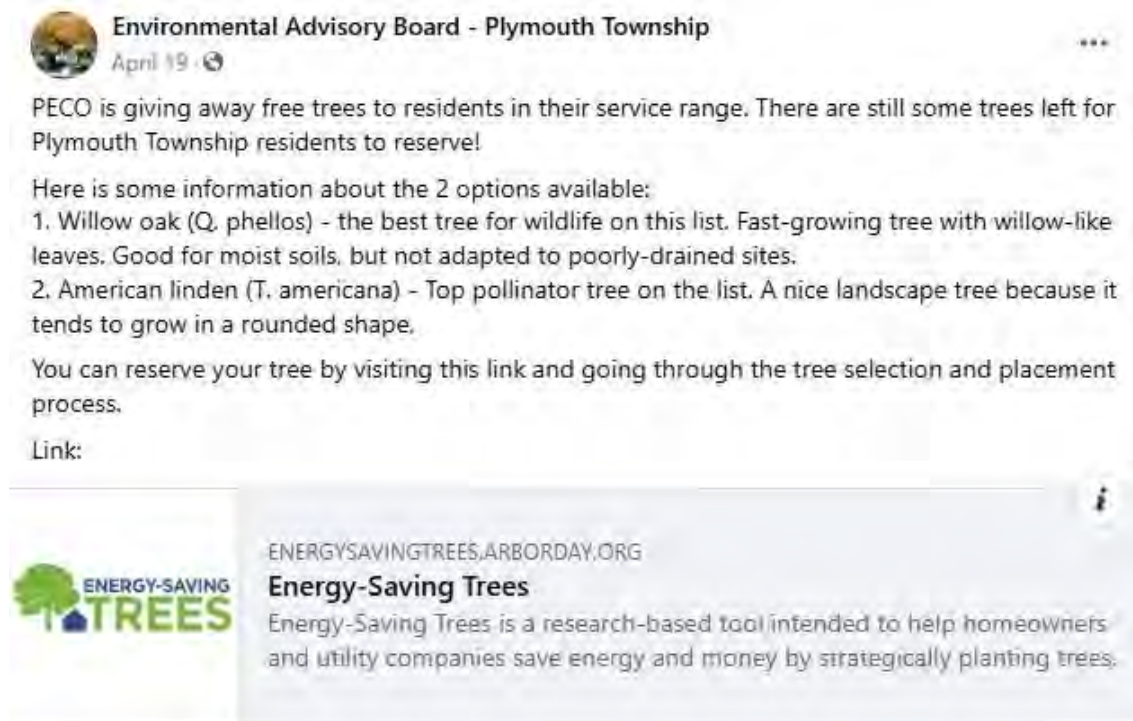 Environmental Advisory Board - Plymouth Township
April 19
PECO is giving away free trees to residents in their service range. There are still some trees left for
Plymouth Township residents to reserve!
Here is some information about the 2 options available:
1. Willow oak (Q. phellos) - the best tree for wildlife on this list. Fast-growing tree with willow-like
leaves. Good for moist soils, but not adapted to poorly-drained sites.
2. American linden (T. americana) - Top pollinator tree on the list. A nice landscape tree because it
tends to grow in a rounded shape.
You can reserve your tree by visiting this link and going through the tree selection and placement
process.
Link:
ENERGY-SAVING
TREES
ENERGYSAVINGTREES.ARBORDAY.ORG
Energy-Saving Trees
Energy-Saving Trees is a research-based tool intended to help homeowners
and utility companies save energy and money by strategically planting trees.